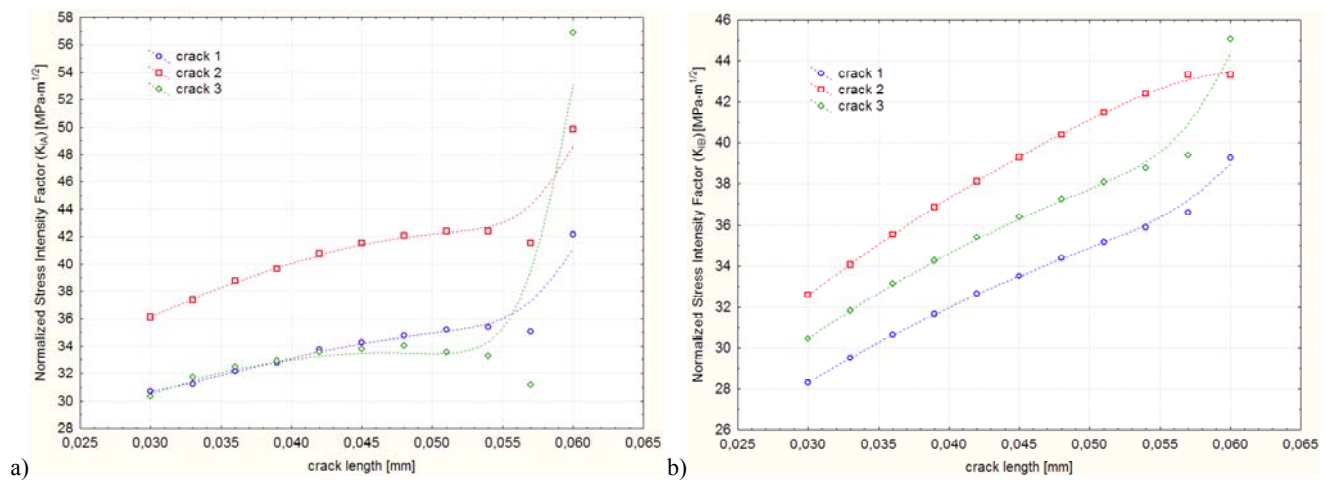 Normalized Stress Intensity Factor (K_IA) [MPa-m^1/2]
58
56
54
52
50
48
46
44
42
40
38
36
34
32
30
28
crack 1
crack 2
crack 3
0,025 0,030 0,035 0,040 0,045 0,050 0,055 0,060 0,065
crack length [mm]
a)
Normalized Stress Intensity Factor (K_IB)[MPa-m^1/2]
46
44
42
40
38
36
34
32
30
28
26
crack 1
crack 2
crack 3
0,025 0,030 0,035 0,040 0,045 0,050 0,055 0,060 0,065
crack length [mm]
b)